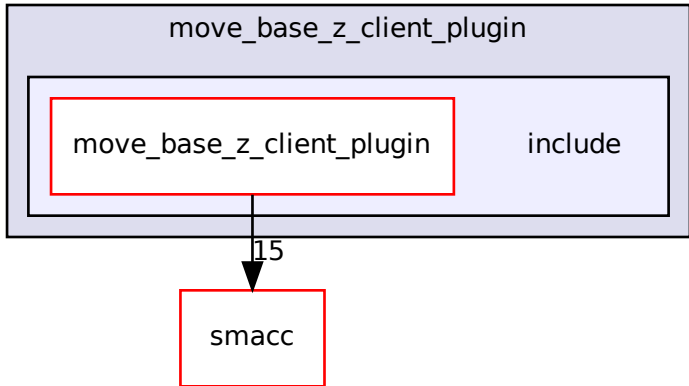 move_base_z_client_plugin
move_base_z_client_plugin
include
15
smacc